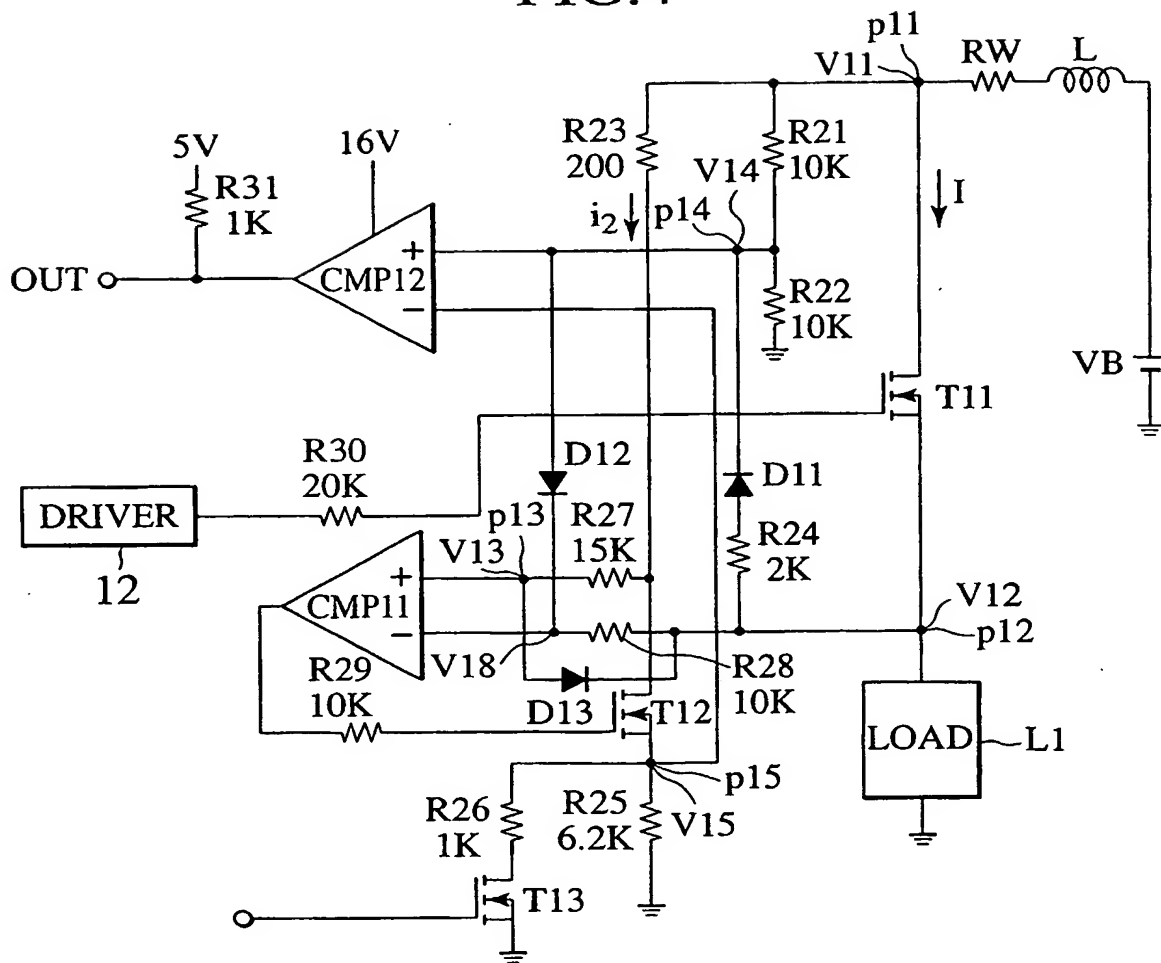 FIG. 4
p11
V11
RW
L
R23
200
R21
10K
5V
16V
V14
R31
1K
i2
p14
I
OUT
+
CMP12
−
R22
10K
VB
T11
R30
20K
D12
D11
DRIVER
12
p13
V13
R27
15K
R24
2K
+
CMP11
−
V12
p12
V18
R28
10K
R29
10K
D13
T12
LOAD
L1
p15
R26
1K
R25
6.2K
V15
T13